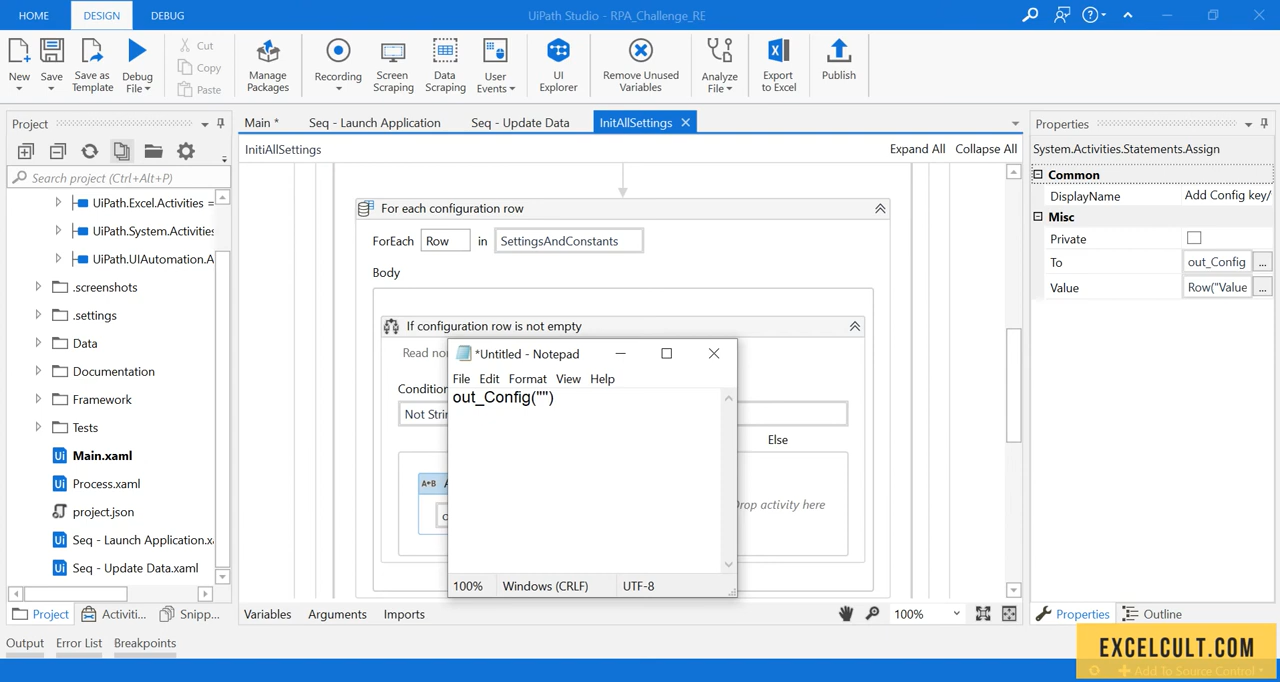 HOME
DESIGN
DEBUG
UiPath Studio - RPA_Challenge_RE
New
Save
Save as Template
Debug File
Cut
Copy
Paste
Manage Packages
Recording
Screen Scraping
Data Scraping
User Events
UI Explorer
Remove Unused Variables
Analyze File
Export to Excel
Publish
Project
Search project (Ctrl+Alt+P)
UiPath.Excel.Activities =
UiPath.System.Activities
UiPath.UIAutomation.A
.screenshots
.settings
Data
Documentation
Framework
Tests
Main.xaml
Process.xaml
project.json
Seq - Launch Application.xa
Seq - Update Data.xaml
Project
Activiti...
Snipp...
Output
Error List
Breakpoints
Main *
Seq - Launch Application
Seq - Update Data
InitAllSettings
InitiAllSettings
Expand All
Collapse All
For each configuration row
ForEach
Row
in
SettingsAndConstants
Body
If configuration row is not empty
Read no
Condition
Not Strin
Else
A+B
Drop activity here
*Untitled - Notepad
File
Edit
Format
View
Help
out_Config("")
100%
Windows (CRLF)
UTF-8
Variables
Arguments
Imports
100%
Properties
System.Activities.Statements.Assign
Common
DisplayName
Add Config key/
Misc
Private
To
out_Config
...
Value
Row("Value
...
Properties
Outline
EXCELCULT.COM
Add To Source Control